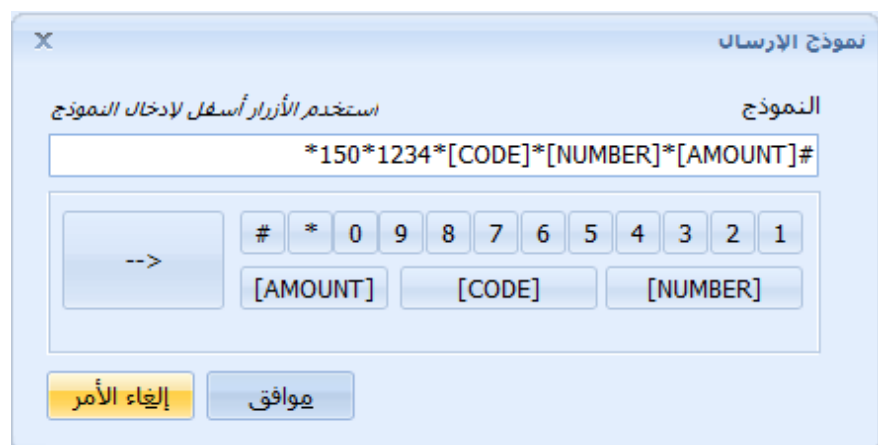 نموذج الإرسال
النموذج
استخدم الأزرار أسفل لإدخال النموذج
*150*1234*[CODE]*[NUMBER]*[AMOUNT]#
# * 0 9 8 7 6 5 4 3 2 1
-->
[AMOUNT] [CODE] [NUMBER]
موافق
إلغاء الأمر